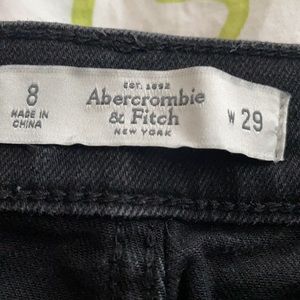 8
MADE IN
CHINA
EST. 1892
Abercrombie
& Fitch
NEW YORK
W 29